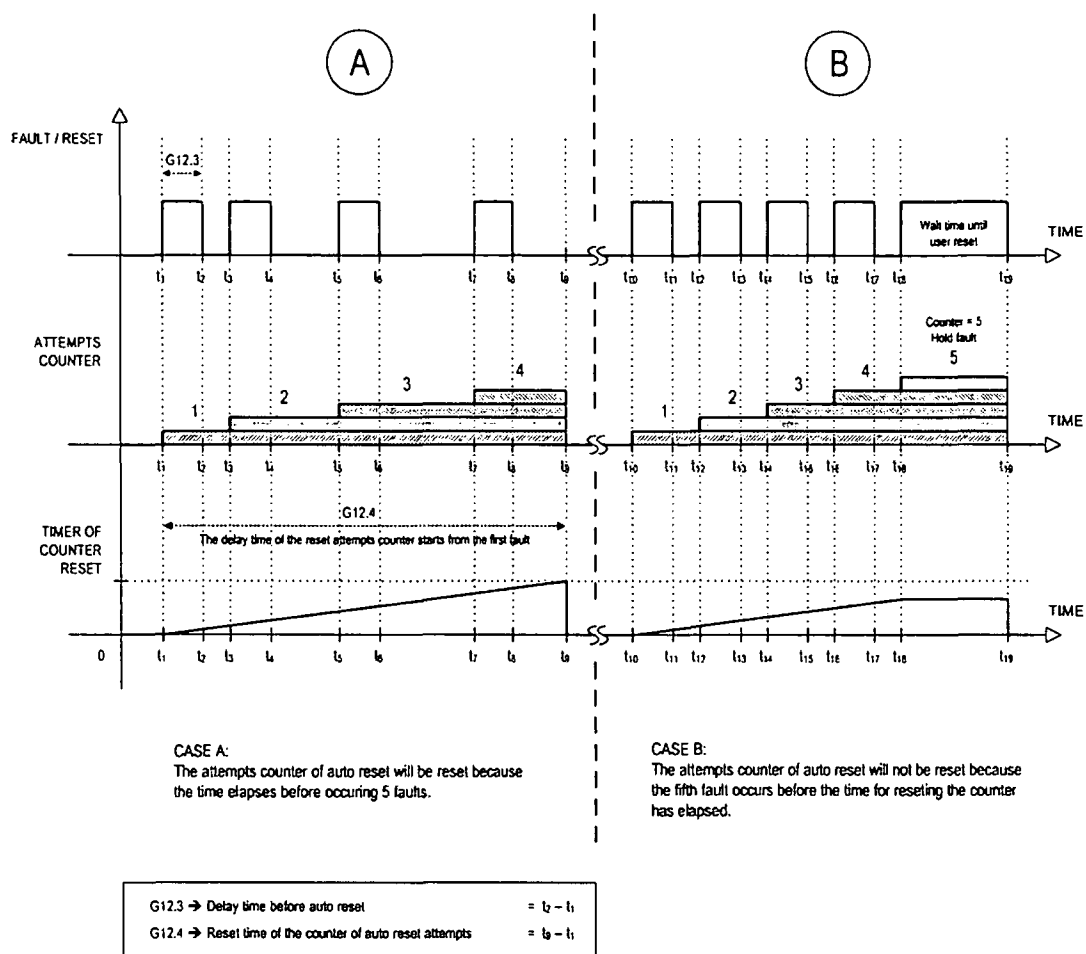 A
B
FAULT / RESET
G12.3
Wait time until
user reset
TIME
t₁ t₂ t₃ t₄ t₅ t₆ t₇ t₈ t₉ t₁₀ t₁₁ t₁₂ t₁₃ t₁₄ t₁₅ t₁₆ t₁₇ t₁₈ t₁₉
ATTEMPTS
COUNTER
Counter = 5
Hold fault
1 2 3 4 1 2 3 4 5
TIME
t₁ t₂ t₃ t₄ t₅ t₆ t₇ t₈ t₉ t₁₀ t₁₁ t₁₂ t₁₃ t₁₄ t₁₅ t₁₆ t₁₇ t₁₈ t₁₉
G12.4
The delay time of the reset attempts counter starts from the first fault
TIMER OF
COUNTER
RESET
TIME
0 t₁ t₂ t₃ t₄ t₅ t₆ t₇ t₈ t₉ t₁₀ t₁₁ t₁₂ t₁₃ t₁₄ t₁₅ t₁₆ t₁₇ t₁₈ t₁₉
CASE A:
The attempts counter of auto reset will be reset because
the time elapses before occuring 5 faults.
CASE B:
The attempts counter of auto reset will not be reset because
the fifth fault occurs before the time for reseting the counter
has elapsed.
G12.3 → Delay time before auto reset = t₂ – t₁
G12.4 → Reset time of the counter of auto reset attempts = t₉ – t₁